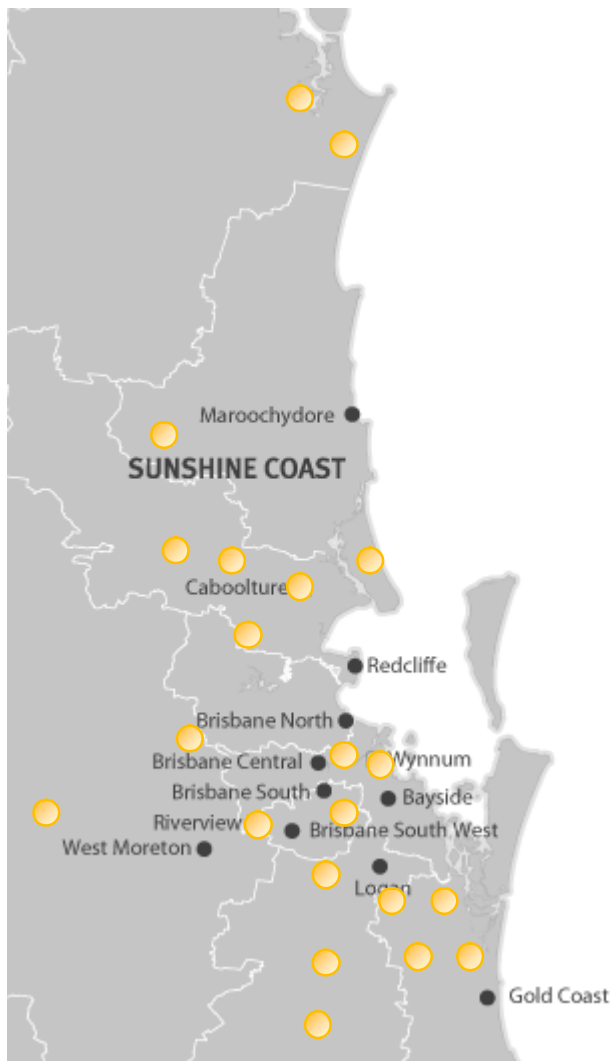 Maroochydore
SUNSHINE COAST
Caboolture
Redcliffe
Brisbane North
Brisbane Central
Wynnum
Brisbane South
Bayside
Riverview
Brisbane South West
West Moreton
Logan
Gold Coast